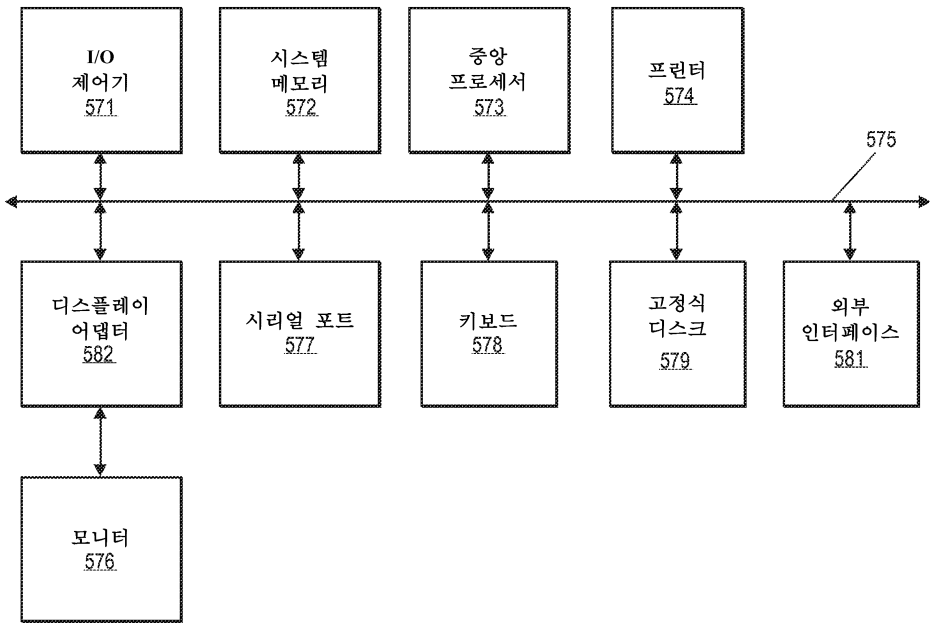 I/O
제어기
571
시스템
메모리
572
중앙
프로세서
573
프린터
574
575
디스플레이
어댑터
582
시리얼 포트
577
키보드
578
고정식
디스크
579
외부
인터페이스
581
모니터
576